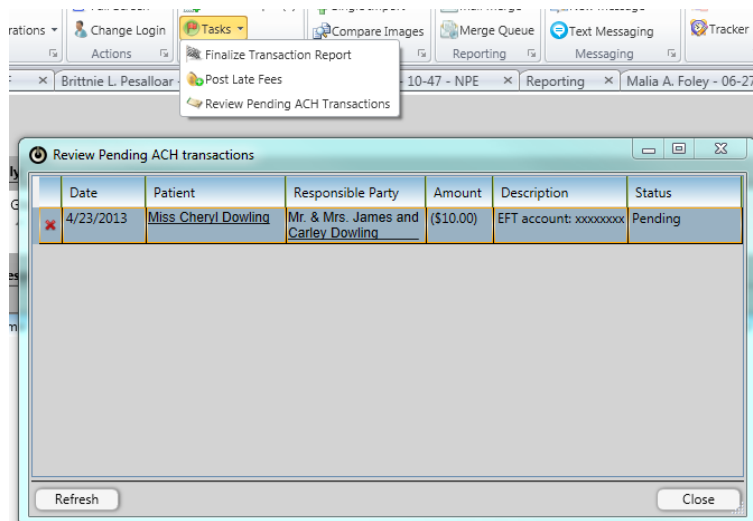 rations
Change Login
Tasks
Compare Images
Merge Queue
Text Messaging
Tracker
Actions
Finalize Transaction Report
Reporting
Messaging
Brittnie L. Pesalloar -
Post Late Fees
10-47 - NPE
Reporting
Malia A. Foley - 06-27
Review Pending ACH Transactions
Review Pending ACH transactions
Date Patient Responsible Party Amount Description Status
4/23/2013 Miss Cheryl Dowling Mr. & Mrs. James and ($10.00) EFT account: xxxxxxxx Pending
Carley Dowling
Refresh Close